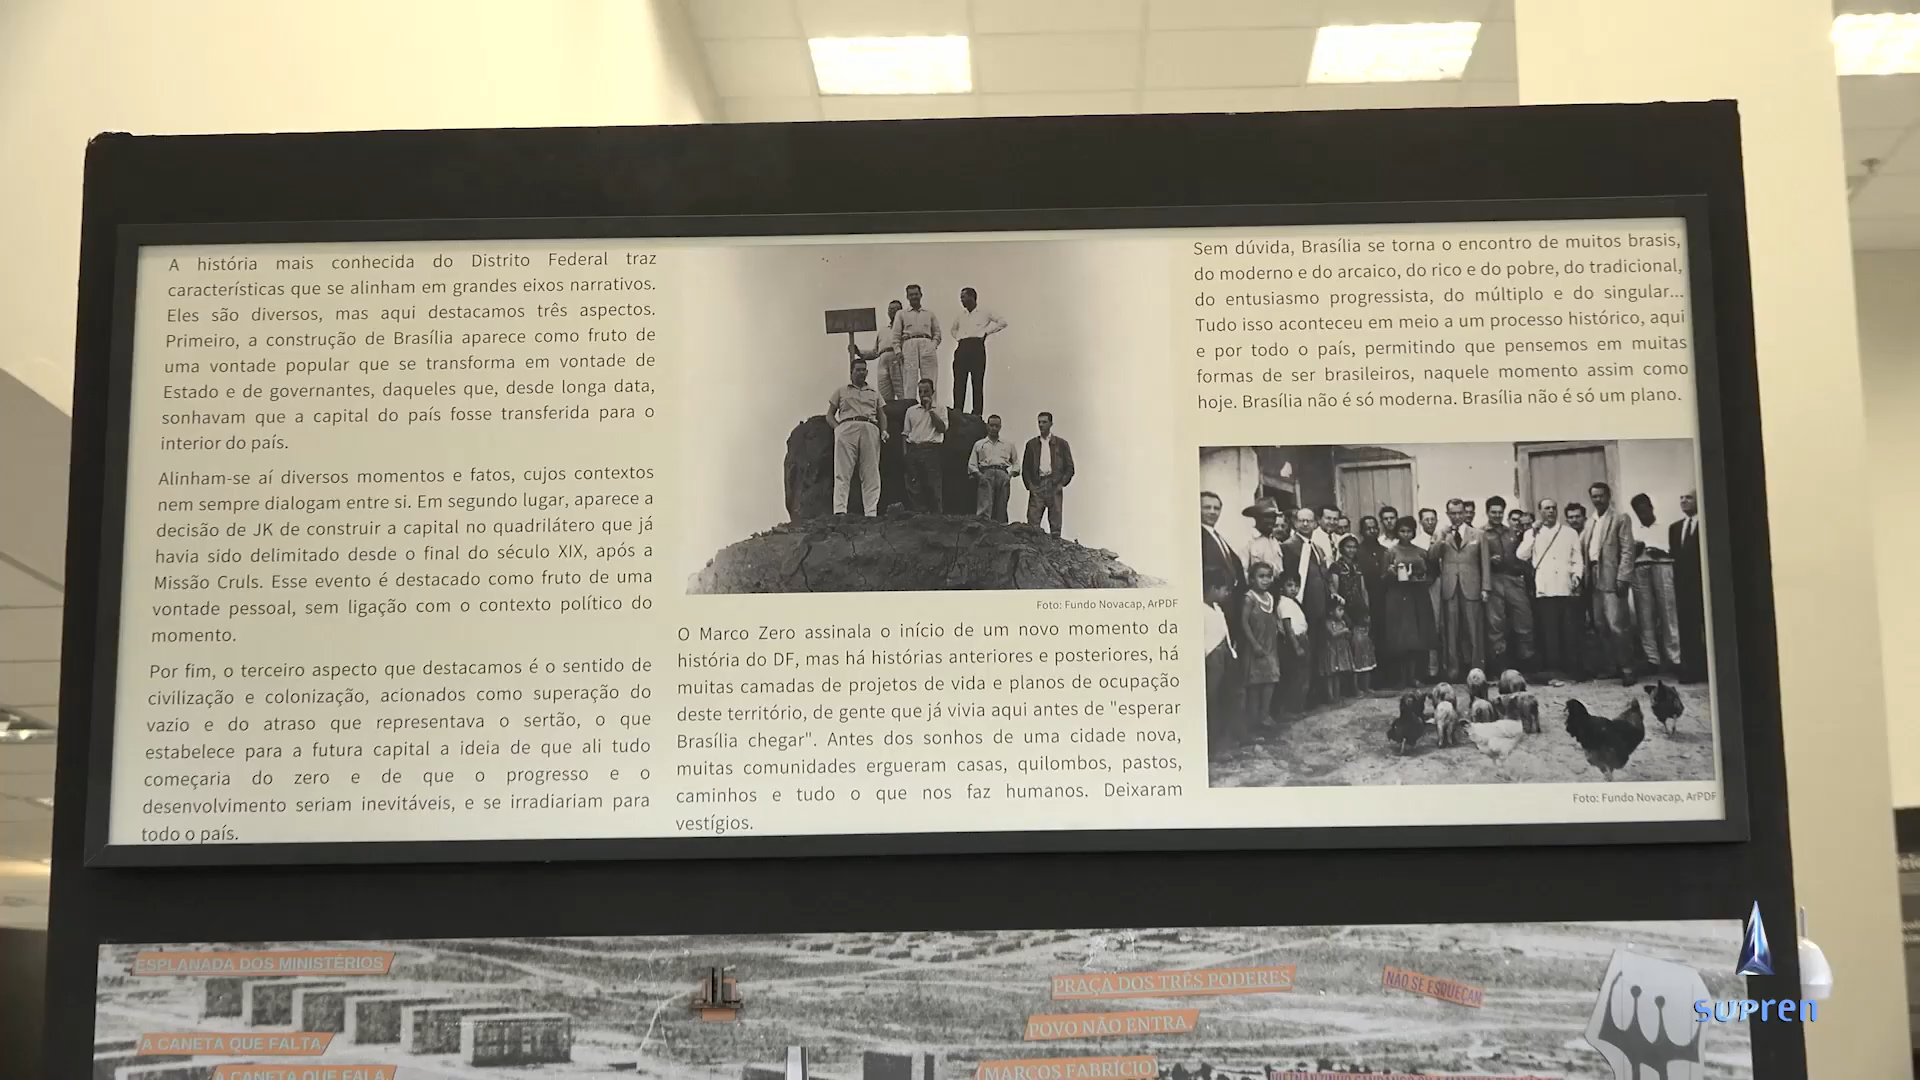 A história mais conhecida do Distrito Federal traz
características que se alinham em grandes eixos narrativos.
Eles são diversos, mas aqui destacamos três aspectos.
Primeiro, a construção de Brasília aparece como fruto de
uma vontade popular que se transforma em vontade de
Estado e de governantes, daqueles que, desde longa data,
sonhavam que a capital do país fosse transferida para o
interior do país.
Alinham-se aí diversos momentos e fatos, cujos contextos
nem sempre dialogam entre si. Em segundo lugar, aparece a
decisão de JK de construir a capital no quadrilátero que já
havia sido delimitado desde o final do século XIX, após a
Missão Cruls. Esse evento é destacado como fruto de uma
vontade pessoal, sem ligação com o contexto político do
momento.
Por fim, o terceiro aspecto que destacamos é o sentido de
civilização e colonização, acionados como superação do
vazio e do atraso que representava o sertão, o que
estabelece para a futura capital a ideia de que ali tudo
começaria do zero e de que o progresso e o
desenvolvimento seriam inevitáveis, e se irradiariam para
todo o país.
Foto: Fundo Novacap, ArPDF
O Marco Zero assinala o início de um novo momento da
história do DF, mas há histórias anteriores e posteriores, há
muitas camadas de projetos de vida e planos de ocupação
deste território, de gente que já vivia aqui antes de "esperar
Brasília chegar". Antes dos sonhos de uma cidade nova,
muitas comunidades ergueram casas, quilombos, pastos,
caminhos e tudo o que nos faz humanos. Deixaram
vestígios.
Sem dúvida, Brasília se torna o encontro de muitos brasis,
do moderno e do arcaico, do rico e do pobre, do tradicional,
do entusiasmo progressista, do múltiplo e do singular...
Tudo isso aconteceu em meio a um processo histórico, aqui
e por todo o país, permitindo que pensemos em muitas
formas de ser brasileiros, naquele momento assim como
hoje. Brasília não é só moderna. Brasília não é só um plano.
Foto: Fundo Novacap, ArPDF
ESPLANADA DOS MINISTÉRIOS
A CANETA QUE FALTA,
A CANETA QUE FALA.
PRAÇA DOS TRÊS PODERES
POVO NÃO ENTRA.
MARCOS FABRÍCIO
NÃO SE ESQUEÇAM
supren